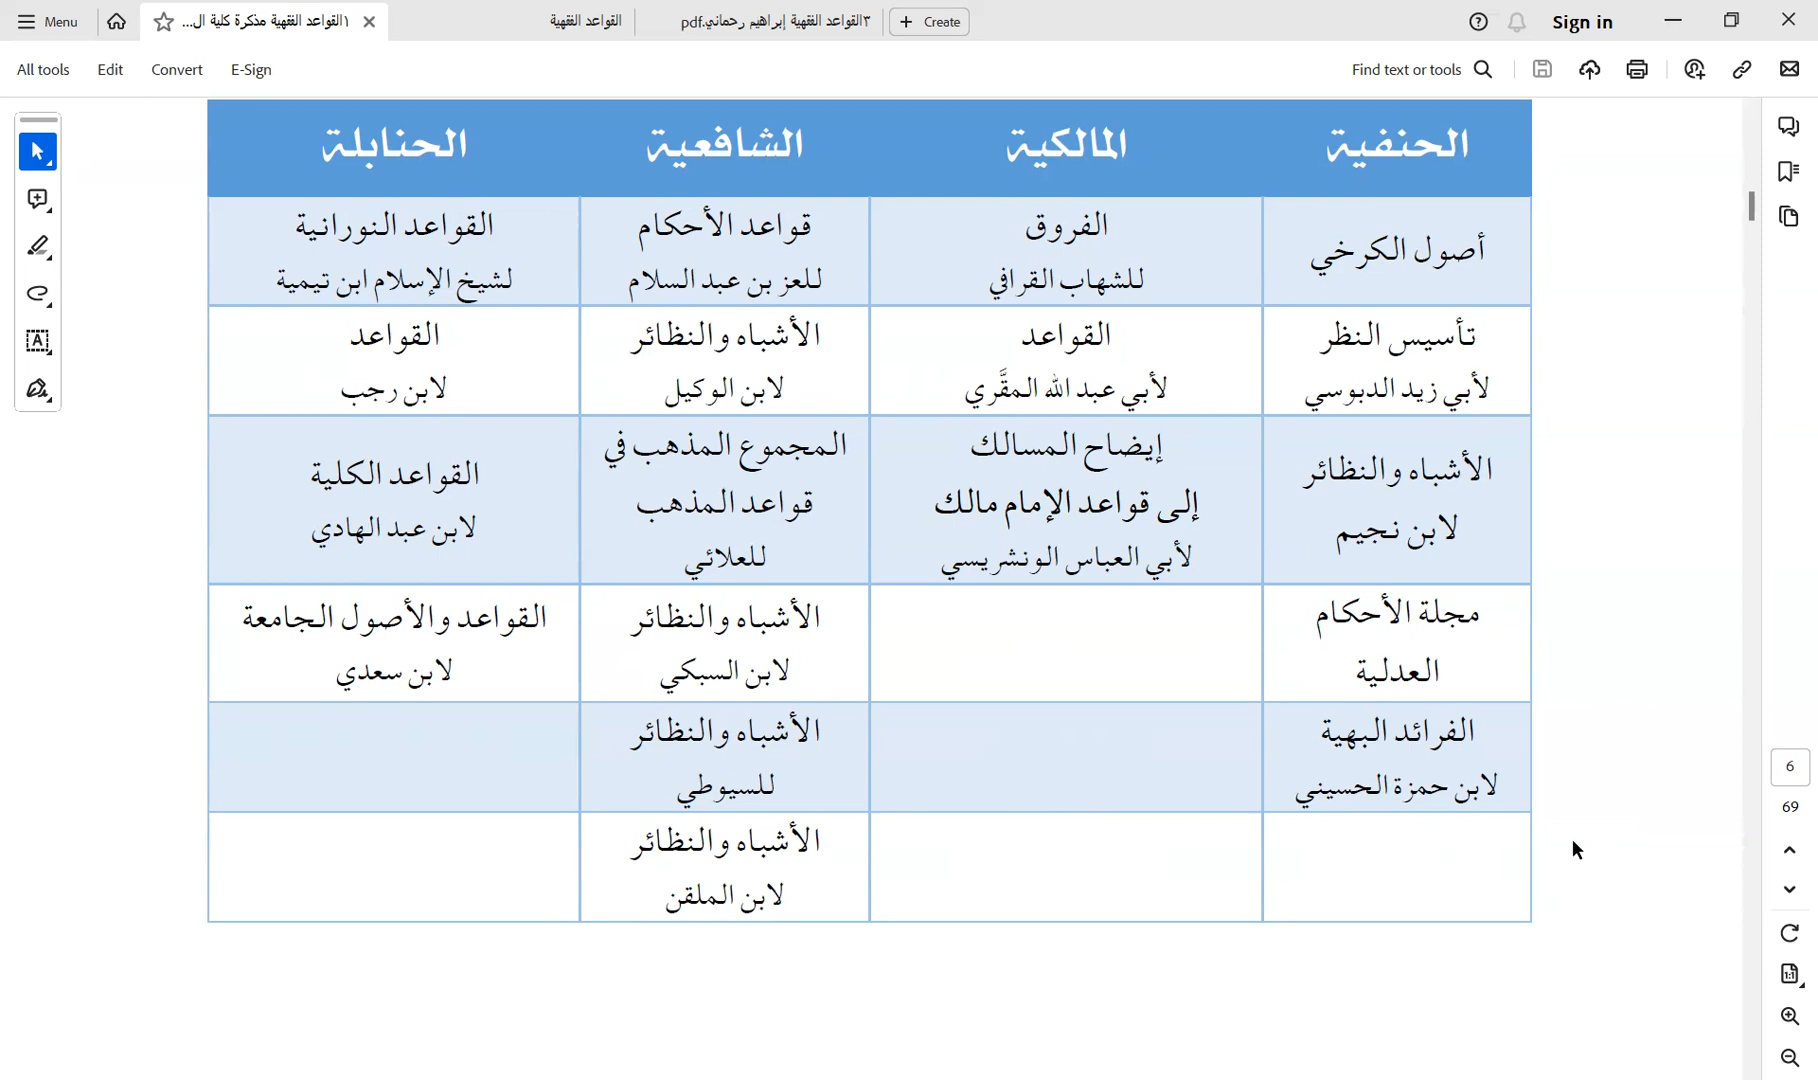 Menu
١القواعد الفقهية مذكرة كلية ال...
القواعد الفقهية
٣القواعد الفقهية إبراهيم رحماني.pdf
Create
Sign in
All tools
Edit
Convert
E-Sign
Find text or tools
الحنفية
المالكية
الشافعية
الحنابلة
أصول الكرخي
الفروق
للشهاب القرافي
قواعد الأحكام
للعز بن عبد السلام
القواعد النورانية
لشيخ الإسلام ابن تيمية
تأسيس النظر
لأبي زيد الدبوسي
القواعد
لأبي عبد الله المقَّري
الأشباه والنظائر
لابن الوكيل
القواعد
لابن رجب
الأشباه والنظائر
لابن نجيم
إيضاح المسالك
إلى قواعد الإمام مالك
لأبي العباس الونشريسي
المجموع المذهب في
قواعد المذهب
للعلائي
القواعد الكلية
لابن عبد الهادي
مجلة الأحكام
العدلية
الأشباه والنظائر
لابن السبكي
القواعد والأصول الجامعة
لابن سعدي
الفرائد البهية
لابن حمزة الحسيني
الأشباه والنظائر
للسيوطي
الأشباه والنظائر
لابن الملقن
6
69